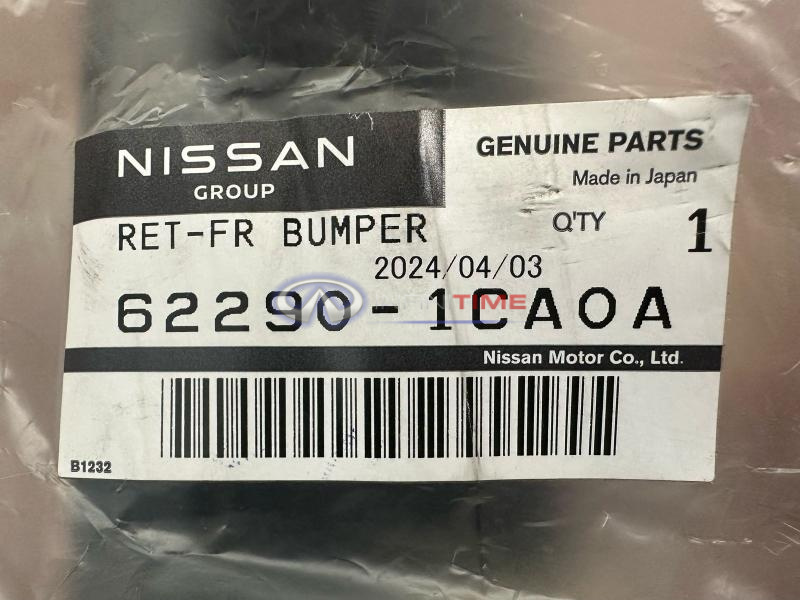 NISSAN
GROUP
GENUINE PARTS
Made in Japan
RET-FR BUMPER
Q'TY 1
2024/04/03
62290-1CA0A
TIME
Nissan Motor Co., Ltd.
B1232